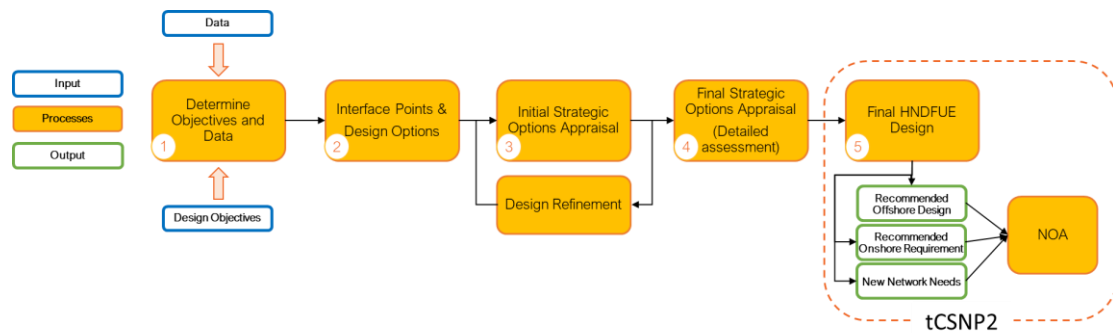 Data
Input
Processes
Output
Determine
Objectives and
Data
1
Design Objectives
Interface Points &
Design Options
2
Initial Strategic
Options Appraisal
3
Design Refinement
Final Strategic
Options Appraisal
(Detailed
assessment)
4
Final HNDFUE
Design
5
Recommended
Offshore Design
Recommended
Onshore Requirement
New Network Needs
NOA
tCSNP2